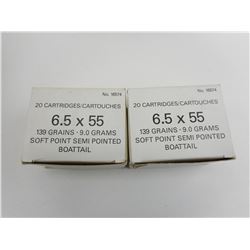 No. 16574
20 CARTRIDGES/CARTOUCHES
6.5 x 55
139 GRAINS - 9.0 GRAMS
SOFT POINT SEMI POINTED
BOATTAIL
No. 16574
20 CARTRIDGES/CARTOUCHES
6.5 x 55
139 GRAINS - 9.0 GRAMS
SOFT POINT SEMI POINTED
BOATTAIL